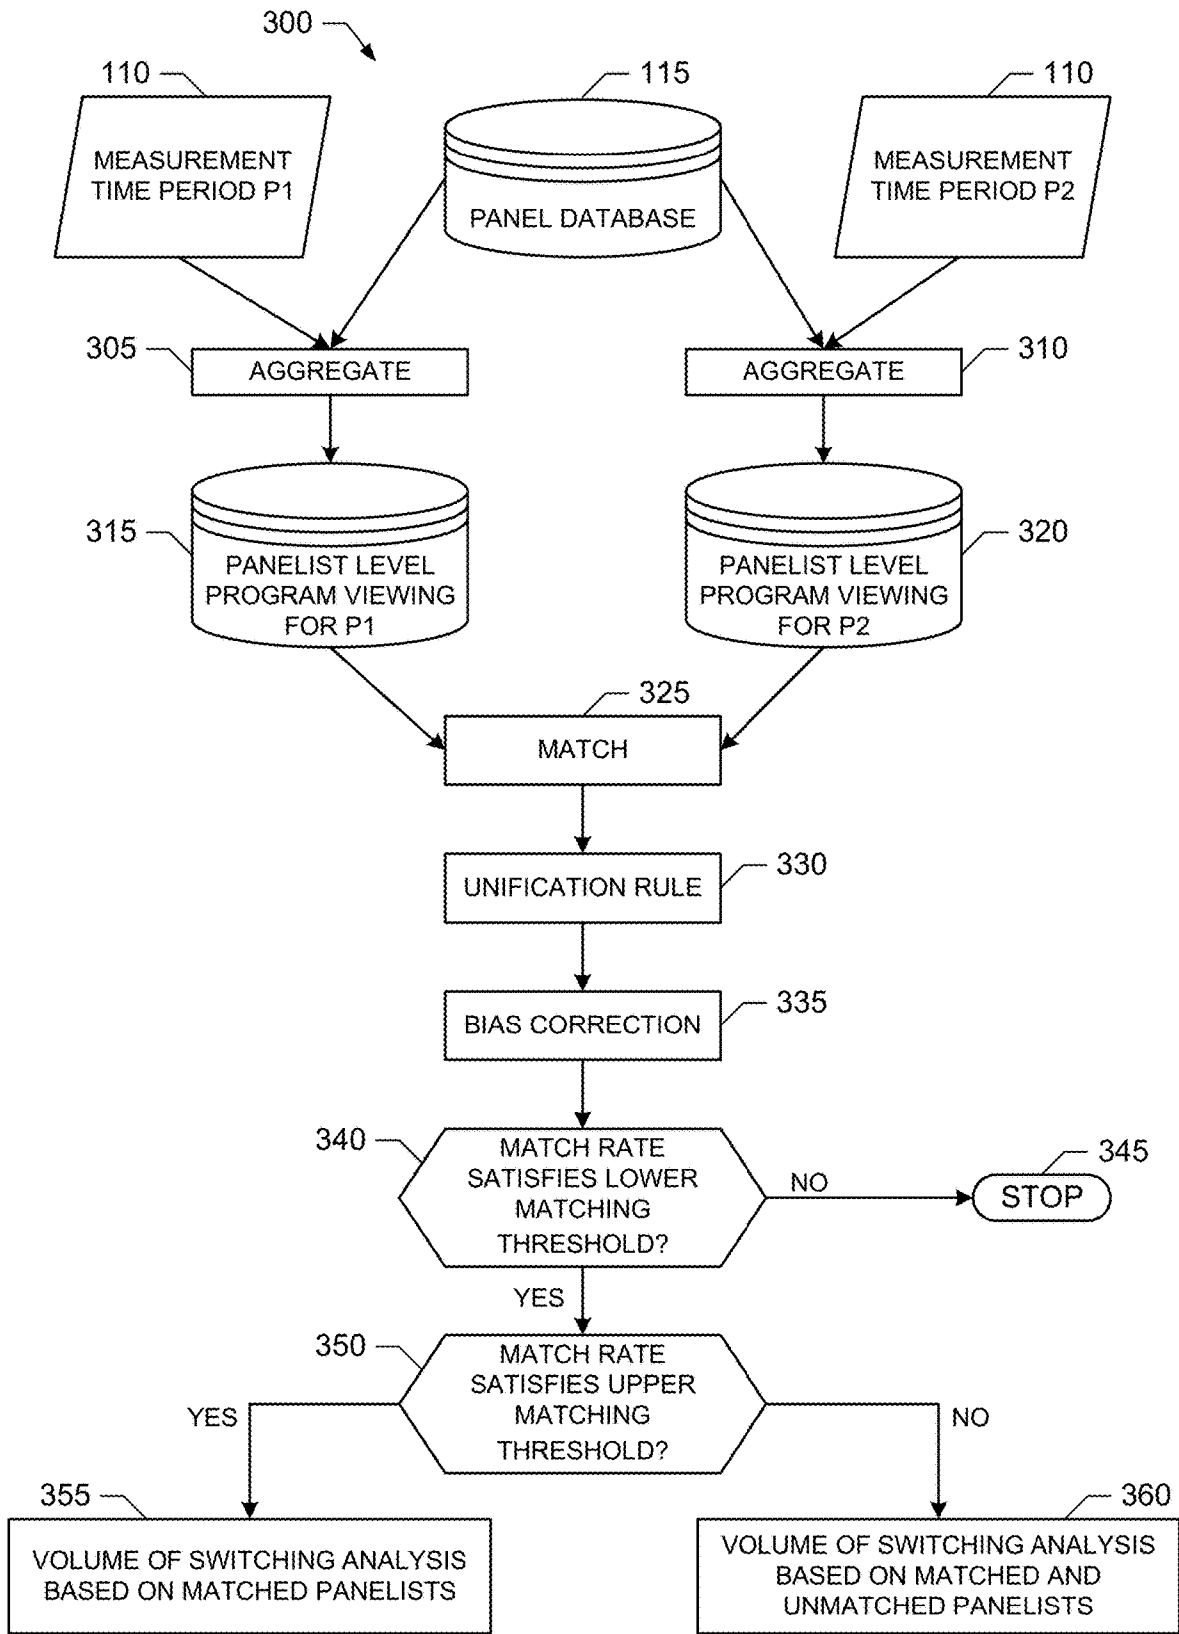 300
110
115
110
MEASUREMENT
TIME PERIOD P1
PANEL DATABASE
MEASUREMENT
TIME PERIOD P2
305
AGGREGATE
AGGREGATE
310
315
PANELIST LEVEL
PROGRAM VIEWING
FOR P1
PANELIST LEVEL
PROGRAM VIEWING
FOR P2
320
325
MATCH
330
UNIFICATION RULE
335
BIAS CORRECTION
340
MATCH RATE
SATISFIES LOWER
MATCHING
THRESHOLD?
NO
345
STOP
YES
350
MATCH RATE
SATISFIES UPPER
MATCHING
THRESHOLD?
YES
NO
355
VOLUME OF SWITCHING ANALYSIS
BASED ON MATCHED PANELISTS
360
VOLUME OF SWITCHING ANALYSIS
BASED ON MATCHED AND
UNMATCHED PANELISTS